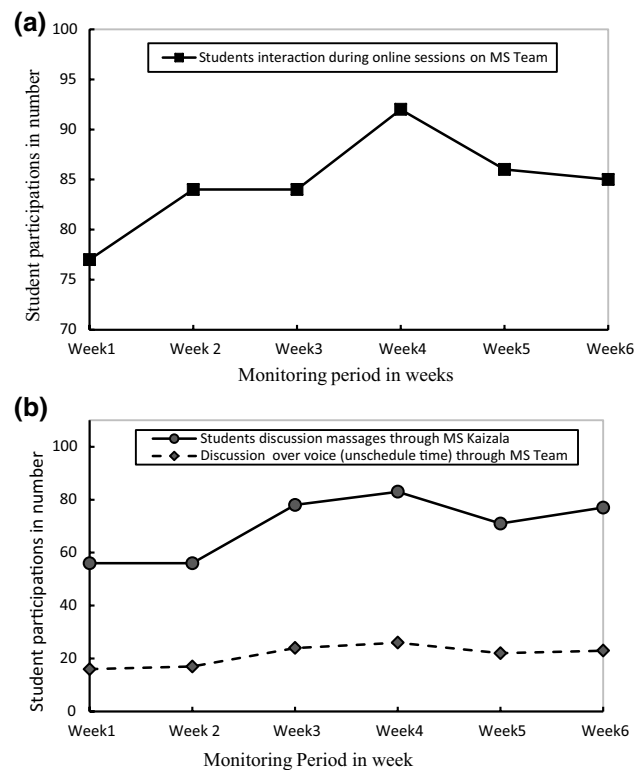 (a)
100
95
90
85
80
75
70
Student participations in number
Students interaction during online sessions on MS Team
Week1 Week 2 Week3 Week4 Week5 Week6
Monitoring period in weeks
(b)
100
80
60
40
20
0
Student participations in number
Students discussion massages through MS Kaizala
Discussion over voice (unschedule time) through MS Team
Week1 Week 2 Week3 Week4 Week5 Week6
Monitoring Period in week